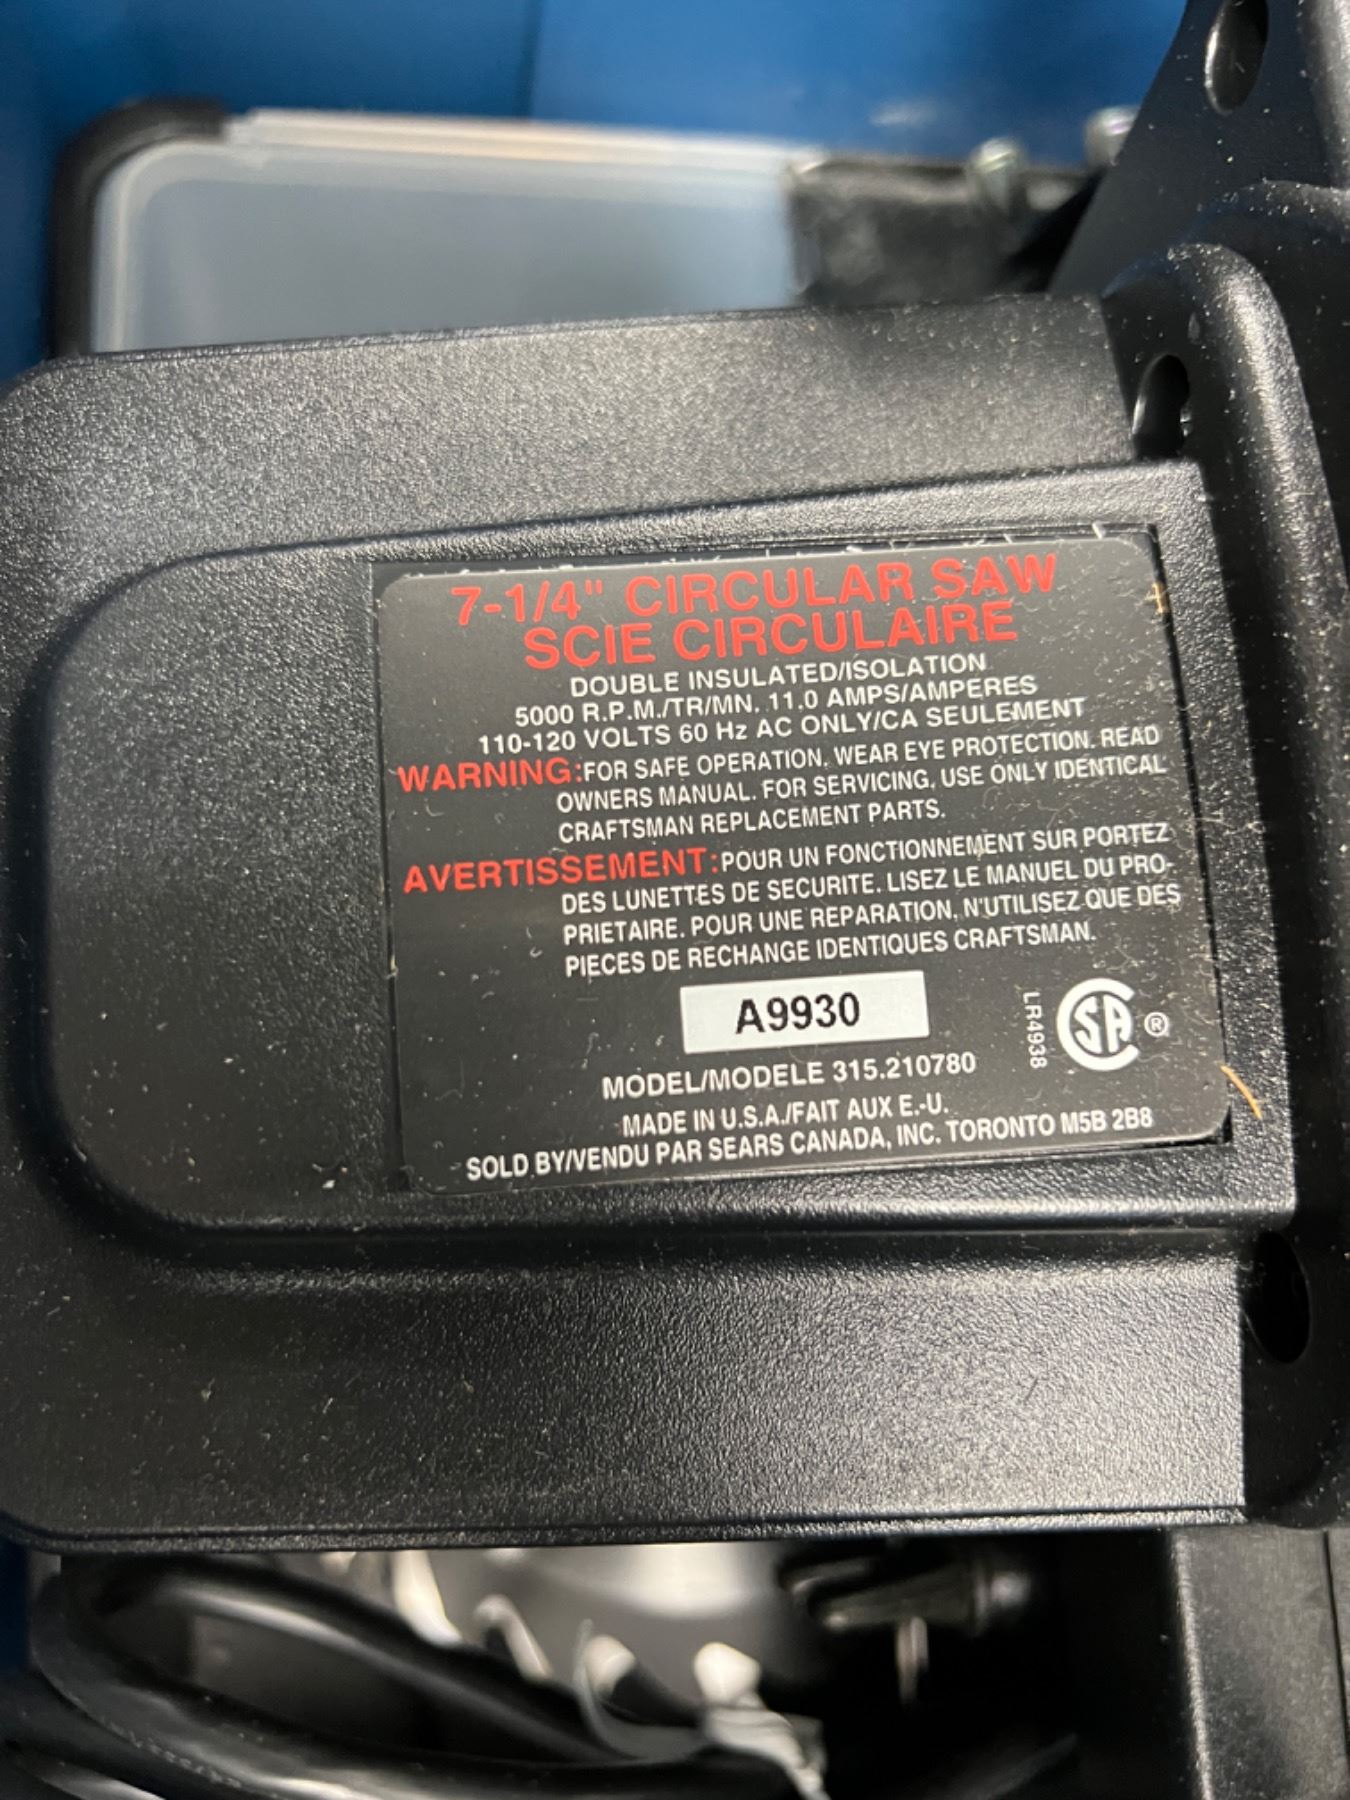 7-1/4" CIRCULAR SAW
SCIE CIRCULAIRE
DOUBLE INSULATED/ISOLATION
5000 R.P.M./TR/MN. 11.0 AMPS/AMPERES
110-120 VOLTS 60 Hz AC ONLY/CA SEULEMENT
WARNING: FOR SAFE OPERATION. WEAR EYE PROTECTION. READ
OWNERS MANUAL. FOR SERVICING, USE ONLY IDENTICAL
CRAFTSMAN REPLACEMENT PARTS.
AVERTISSEMENT: POUR UN FONCTIONNEMENT SUR PORTEZ
DES LUNETTES DE SECURITE. LISEZ LE MANUEL DU PRO-
PRIETAIRE. POUR UNE REPARATION, N'UTILISEZ QUE DES
PIECES DE RECHANGE IDENTIQUES CRAFTSMAN.
A9930
LR4938
CSA ®
MODEL/MODELE 315.210780
MADE IN U.S.A./FAIT AUX E.-U.
SOLD BY/VENDU PAR SEARS CANADA, INC. TORONTO M5B 2B8